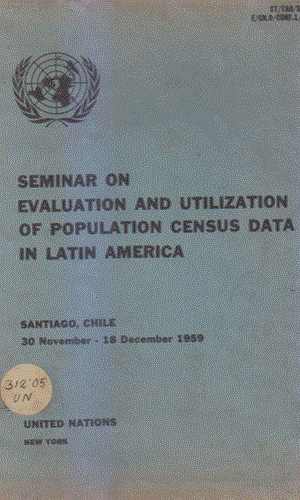 SEMINAR ON
EVALUATION AND UTILIZATION
OF POPULATION CENSUS DATA
IN LATIN AMERICA
SANTIAGO, CHILE
30 November - 18 December 1959
312'05
UN
UNITED NATIONS
NEW YORK